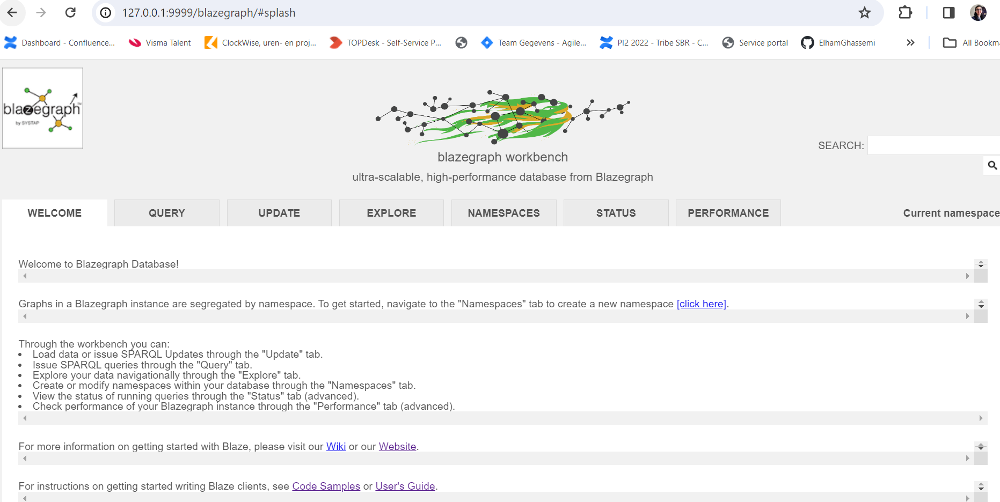 127.0.0.1:9999/blazegraph/#splash
Dashboard - Confluence... Visma Talent ClockWise, uren- en proj... TOPDesk - Self-Service P... Team Gegevens - Agile... PI2 2022 - Tribe SBR - C... Service portal ElhamGhassemi » All Bookma
blazegraph™
by SYSTAP
blazegraph workbench
ultra-scalable, high-performance database from Blazegraph
SEARCH:
WELCOME QUERY UPDATE EXPLORE NAMESPACES STATUS PERFORMANCE Current namespace
Welcome to Blazegraph Database!
Graphs in a Blazegraph instance are segregated by namespace. To get started, navigate to the "Namespaces" tab to create a new namespace [click here].
Through the workbench you can:
• Load data or issue SPARQL Updates through the "Update" tab.
• Issue SPARQL queries through the "Query" tab.
• Explore your data navigationally through the "Explore" tab.
• Create or modify namespaces within your database through the "Namespaces" tab.
• View the status of running queries through the "Status" tab (advanced).
• Check performance of your Blazegraph instance through the "Performance" tab (advanced).
For more information on getting started with Blaze, please visit our Wiki or our Website.
For instructions on getting started writing Blaze clients, see Code Samples or User's Guide.